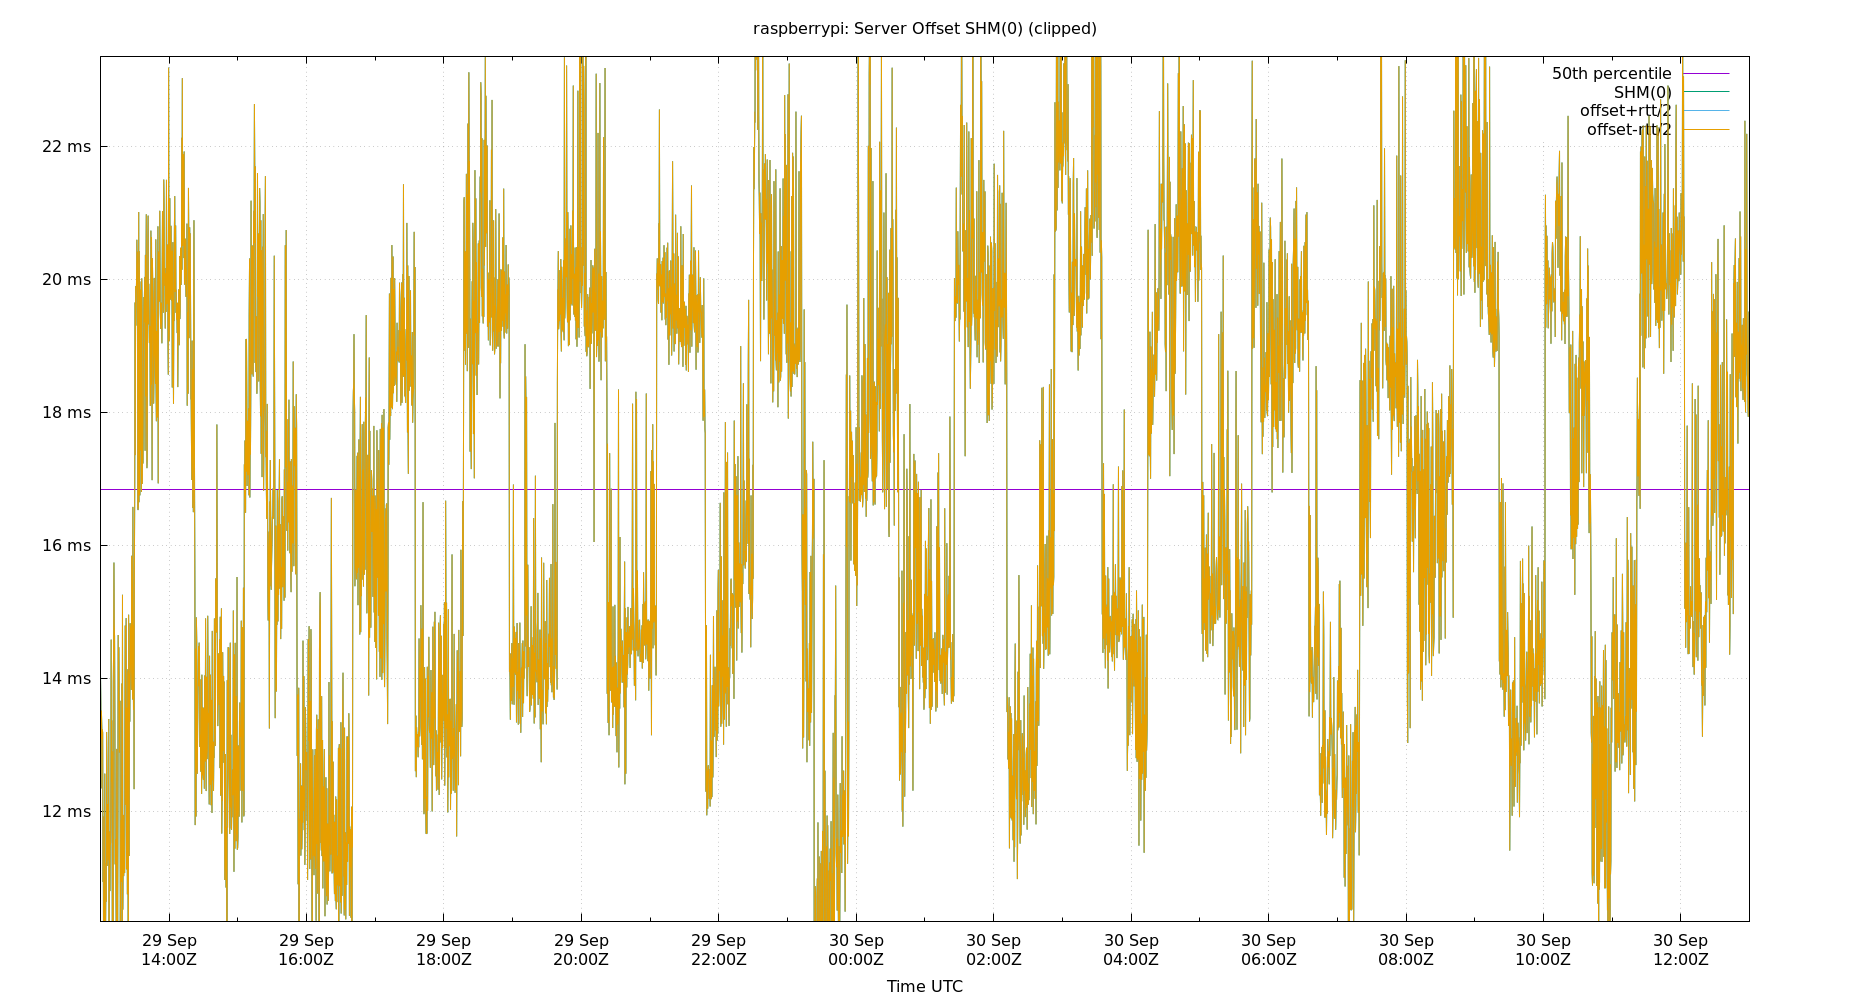 raspberrypi: Server Offset SHM(0) (clipped)
50th percentile
SHM(0)
offset+rtt/2
offset-rtt/2
22 ms
20 ms
18 ms
16 ms
14 ms
12 ms
29 Sep 29 Sep 29 Sep 29 Sep 29 Sep 30 Sep 30 Sep 30 Sep 30 Sep 30 Sep 30 Sep 30 Sep
14:00Z 16:00Z 18:00Z 20:00Z 22:00Z 00:00Z 02:00Z 04:00Z 06:00Z 08:00Z 10:00Z 12:00Z
Time UTC